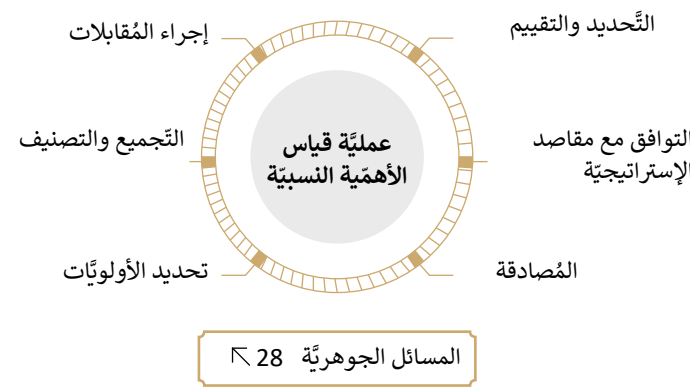 التَّحديد والتقييم
إجراء المُقابلات
التوافق مع مقاصد
الإستراتيجيّة
عمليَّة قياس
الأهمّية النسبيّة
التّجميع والتصنيف
المُصادقة
تحديد الأولويَّات
المسائل الجوهريَّة 28